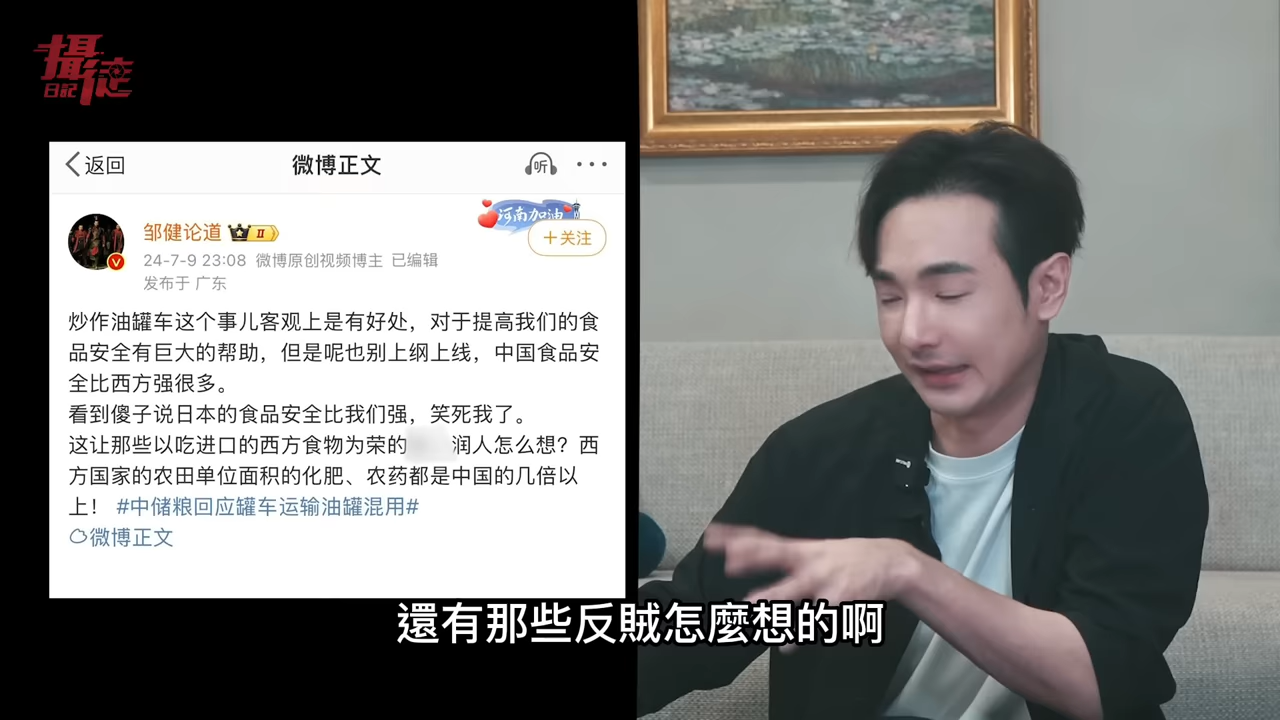 攝徒
日記
返回
微博正文
听
河南加油
邹健论道
II
+关注
24-7-9 23:08 微博原创视频博主 已编辑
发布于 广东
炒作油罐车这个事儿客观上是有好处，对于提高我们的食
品安全有巨大的帮助，但是呢也别上纲上线，中国食品安
全比西方强很多。
看到傻子说日本的食品安全比我们强，笑死我了。
这让那些以吃进口的西方食物为荣的 润人怎么想？西
方国家的农田单位面积的化肥、农药都是中国的几倍以
上！ #中储粮回应罐车运输油罐混用#
微博正文
還有那些反賊怎麼想的啊